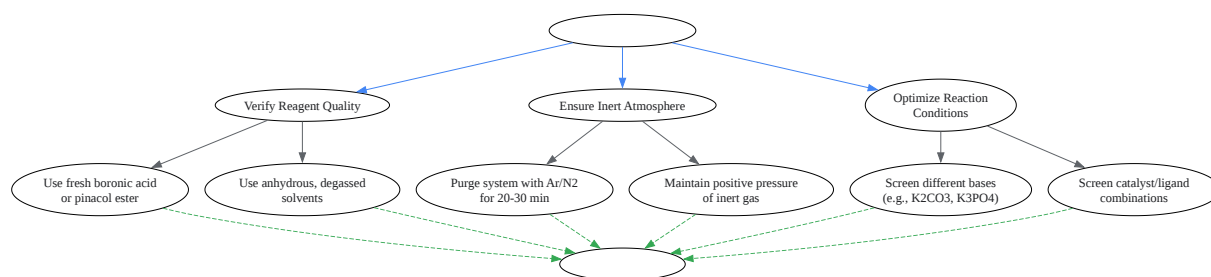 Verify Reagent Quality
Ensure Inert Atmosphere
Optimize Reaction
Conditions
Use fresh boronic acid
or pinacol ester
Use anhydrous, degassed
solvents
Purge system with Ar/N2
for 20-30 min
Maintain positive pressure
of inert gas
Screen different bases
(e.g., K2CO3, K3PO4)
Screen catalyst/ligand
combinations